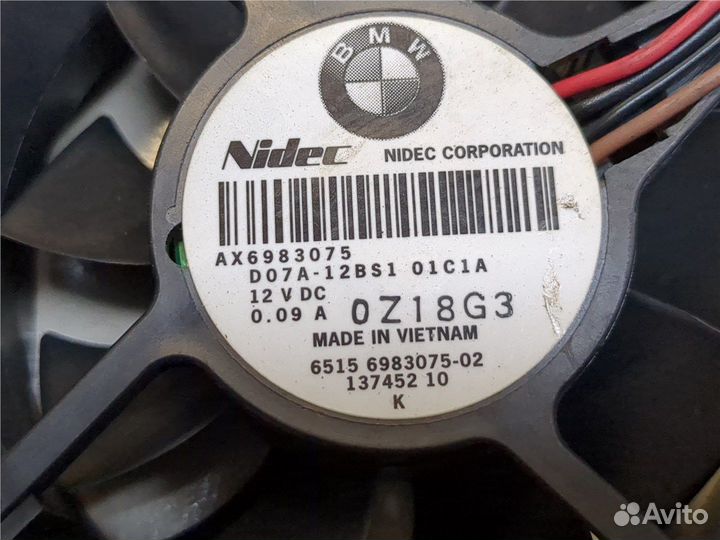 BMW
Nidec NIDEC CORPORATION
AX6983075
D07A-12BS1 01C1A
12 V DC
0.09 A 0Z18G3
MADE IN VIETNAM
6515 6983075-02
137452 10
K
Avito